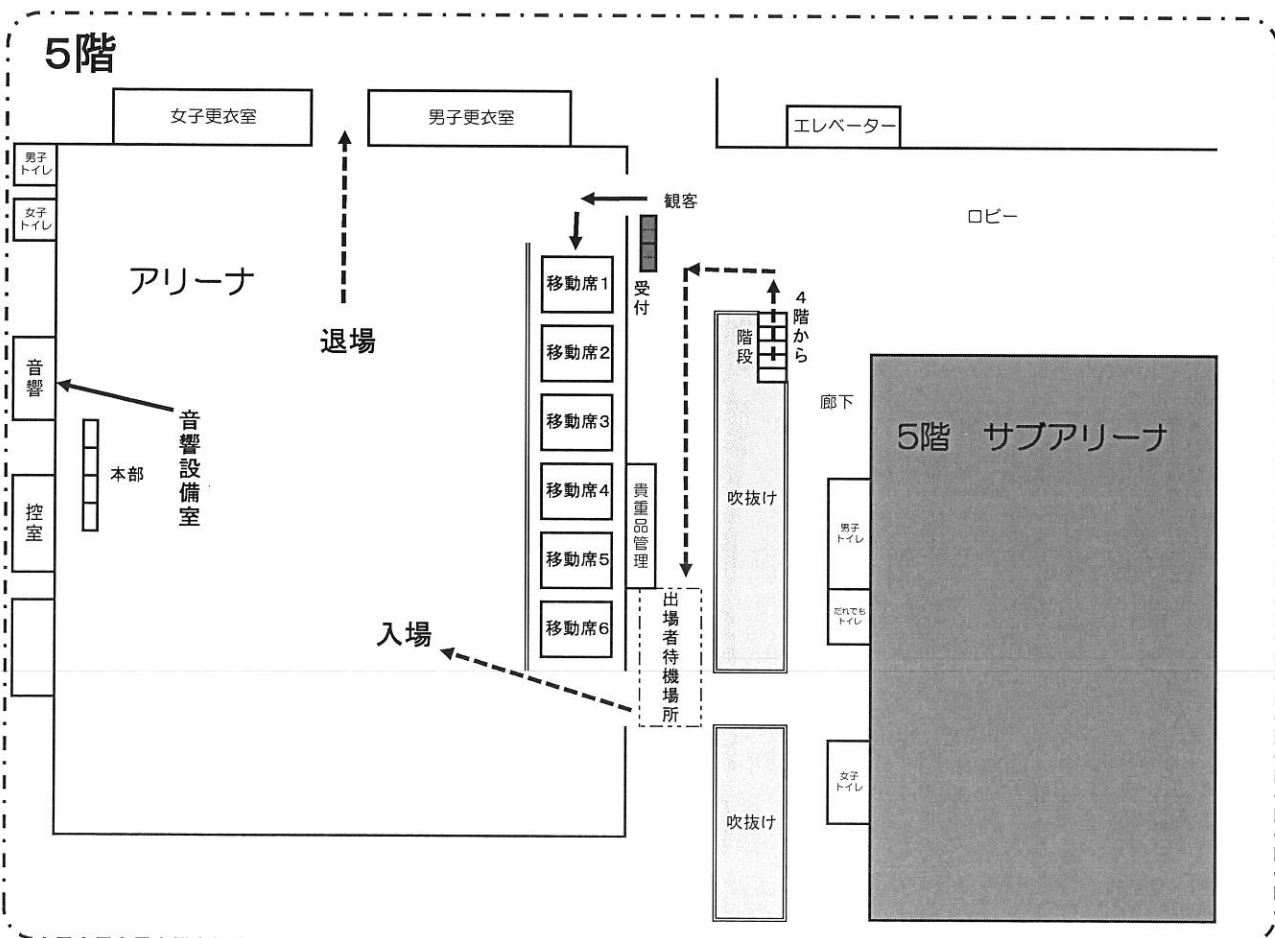 5階
女子更衣室
男子更衣室
エレベーター
男子
トイレ
女子
トイレ
観客
ロビー
アリーナ
移動席1
受付
4階から
階段
退場
移動席2
音響
移動席3
廊下
5階 サブアリーナ
音響設備室
本部
移動席4
貴重品管理
吹抜け
控室
男子
トイレ
移動席5
出場者待機場所
だれでも
トイレ
移動席6
入場
女子
トイレ
吹抜け